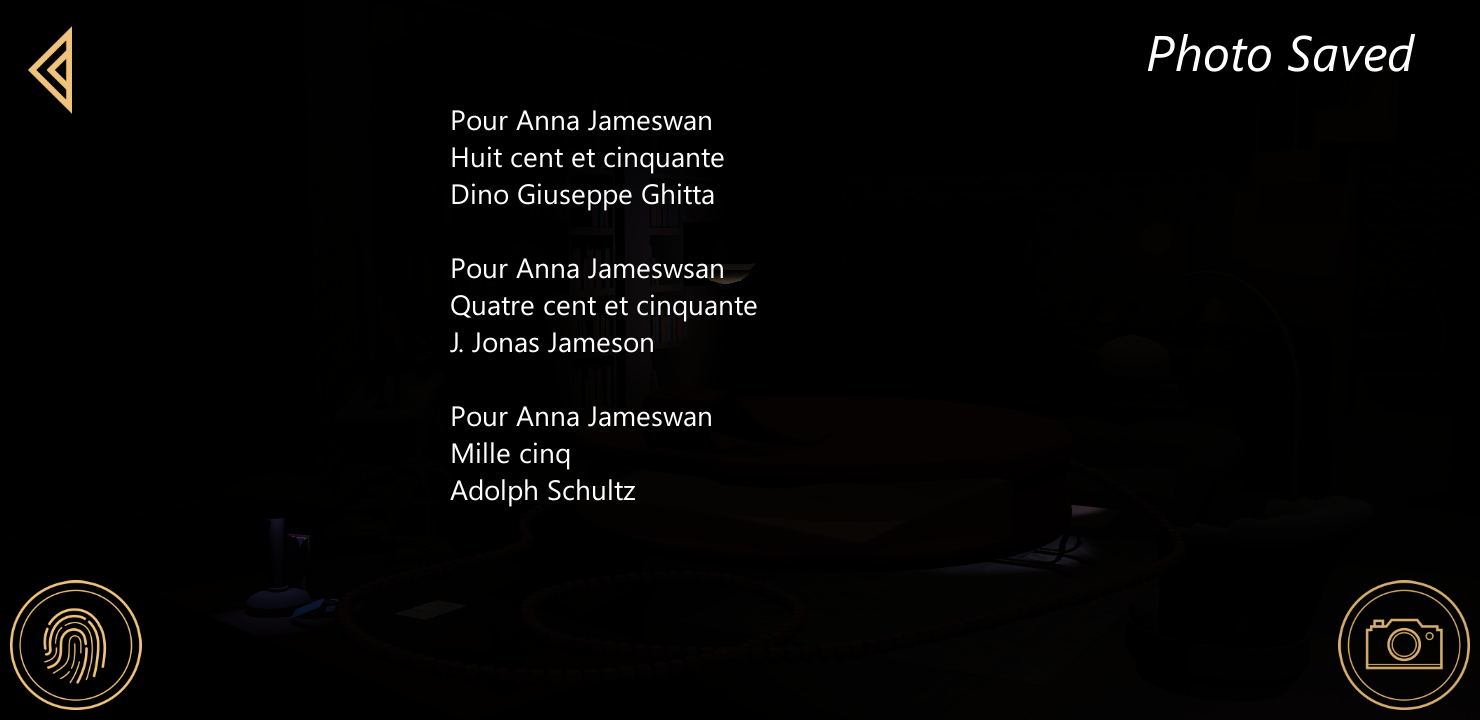 Photo Saved
Pour Anna Jameswan
Huit cent et cinquante
Dino Giuseppe Ghitta
Pour Anna Jameswsan
Quatre cent et cinquante
J. Jonas Jameson
Pour Anna Jameswan
Mille cinq
Adolph Schultz